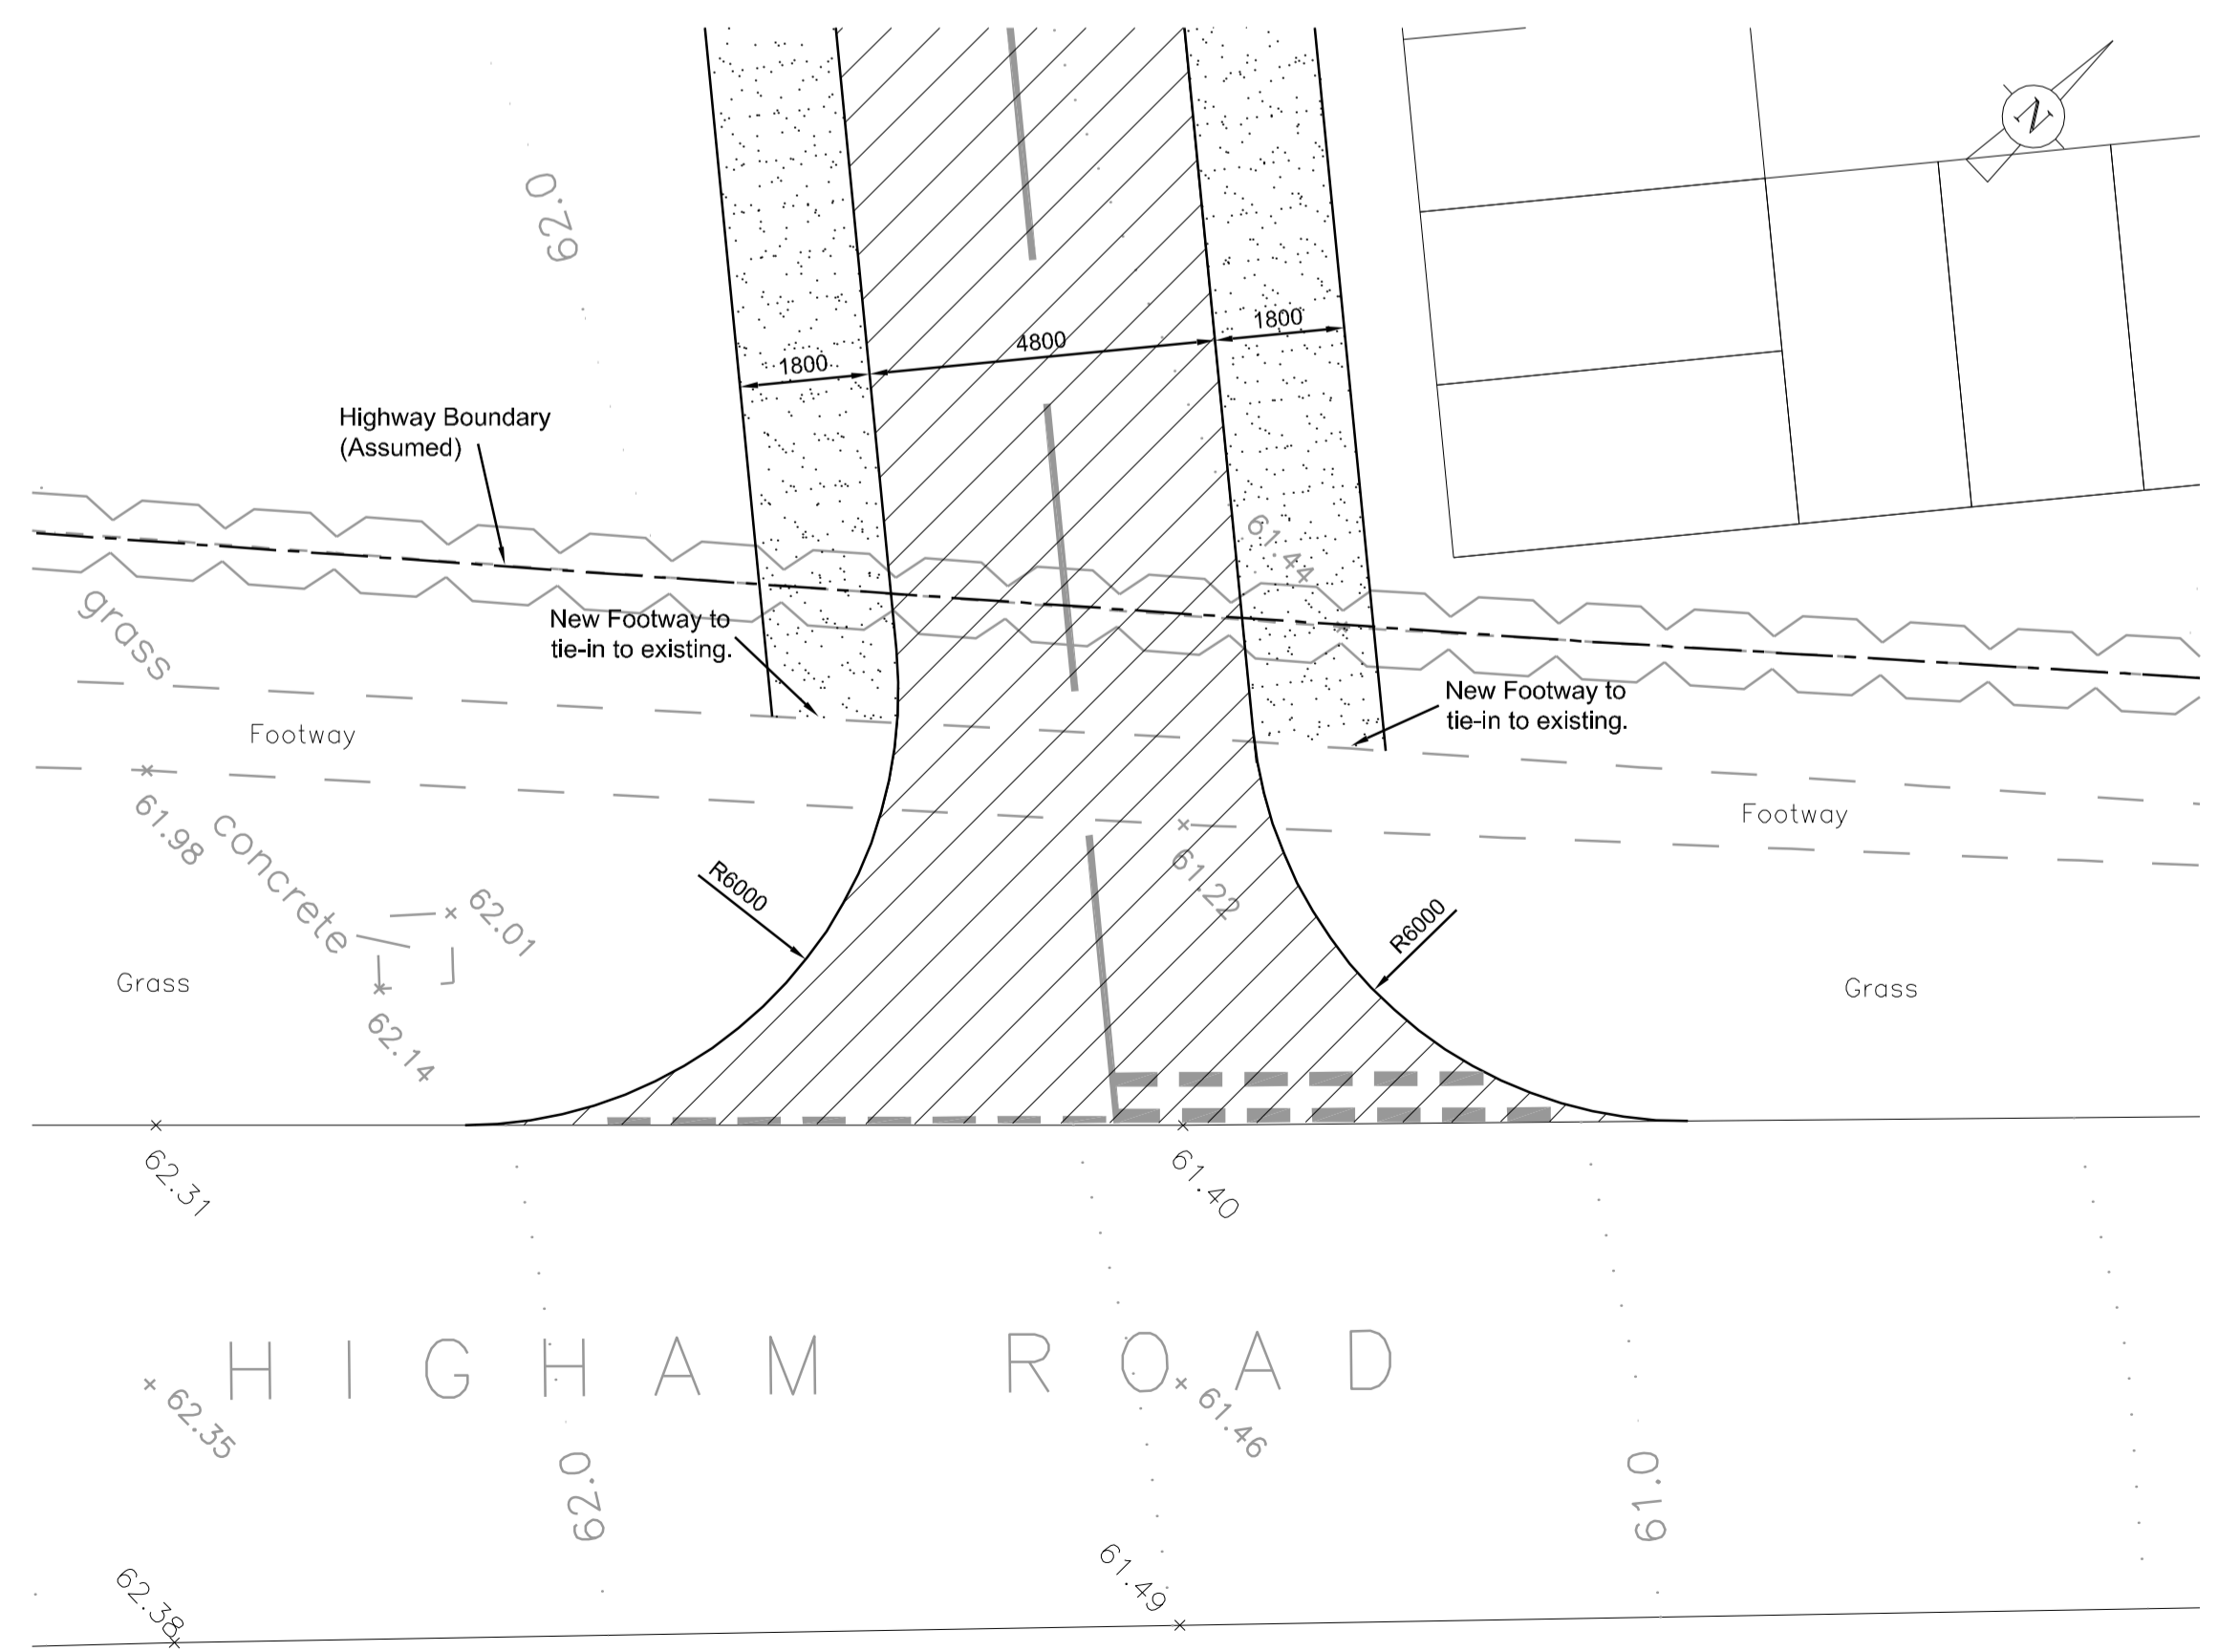 N
62.0
1800
4800
1800
Highway Boundary
(Assumed)
61.44
grass
New Footway to
tie-in to existing.
New Footway to
tie-in to existing.
Footway
Footway
61.98
concrete
62.01
62.14
R6000
61.22
R6000
Grass
Grass
62.31
61.40
HIGHAM ROAD
62.35
61.46
62.0
61.0
62.38
61.49